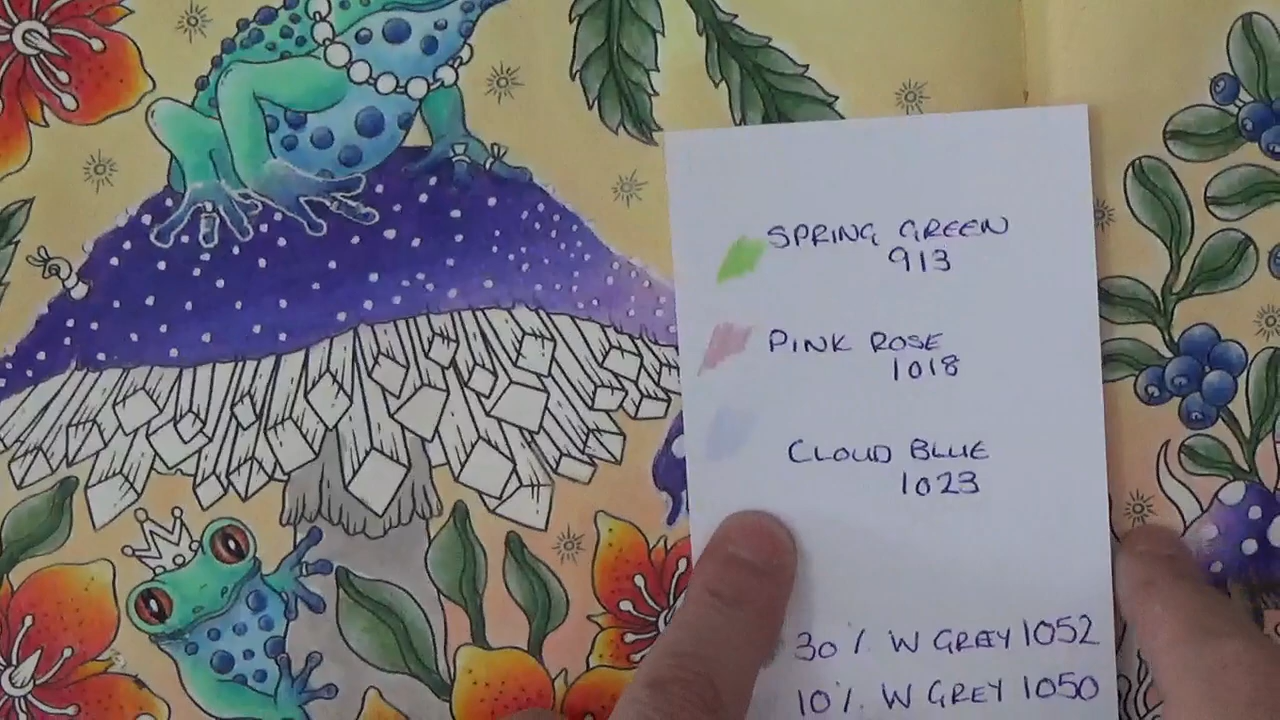 SPRING GREEN
913
PINK ROSE
1018
CLOUD BLUE
1023
30% W GREY 1052
10% W GREY 1050